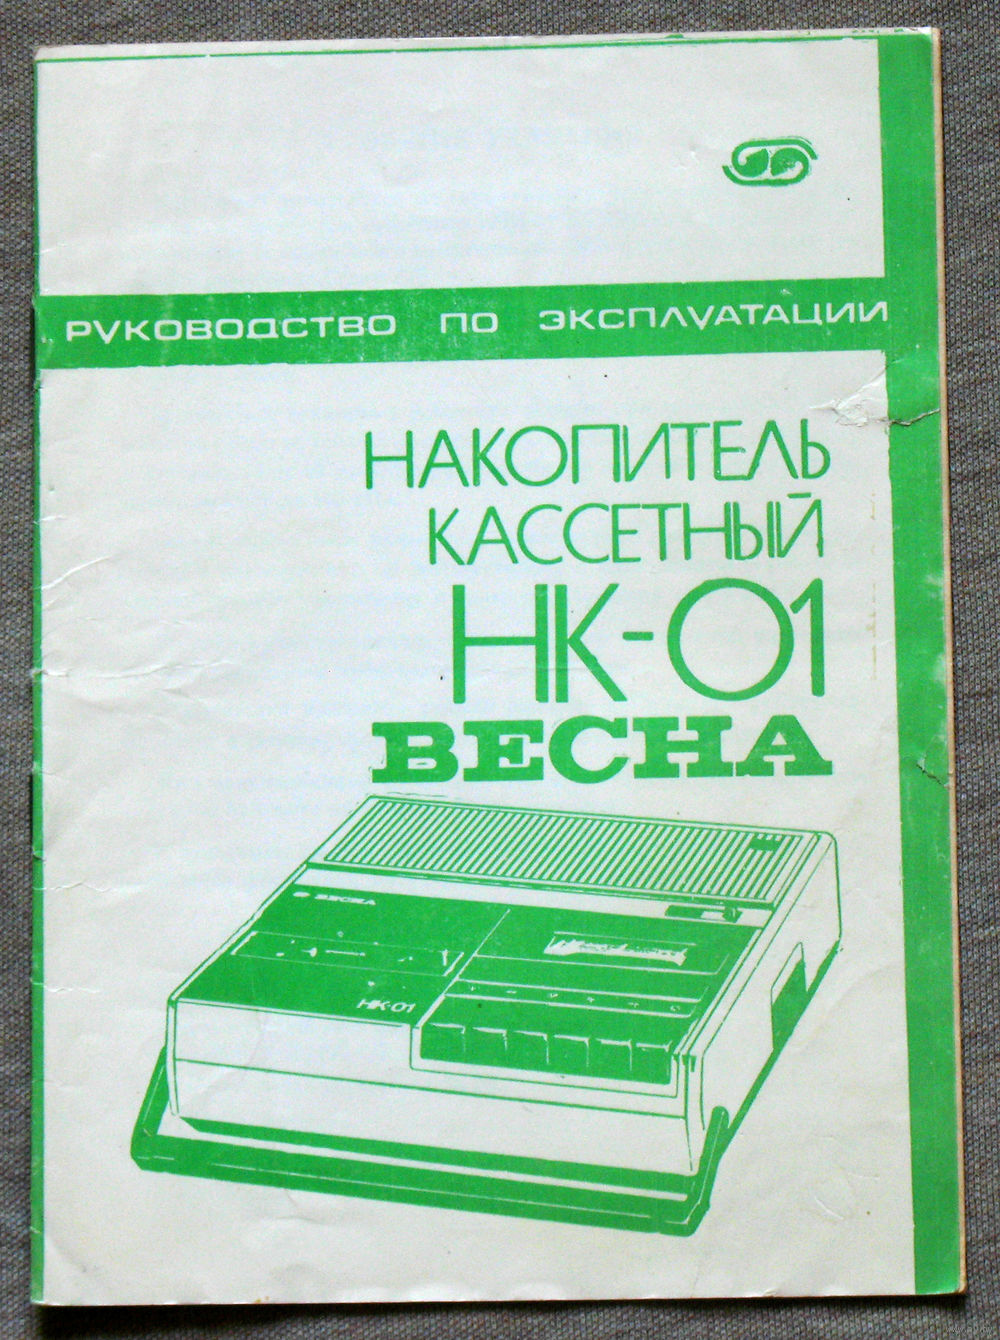 РУКОВОДСТВО ПО ЭКСПЛУАТАЦИИ
НАКОПИТЕЛЬ
КАССЕТНЫЙ
НК-01
ВЕСНА
ВЕСНА
НК-01